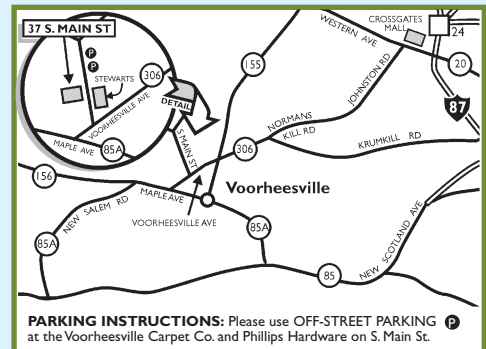 37 S. MAIN ST
P
P
STEWARTS
306
VOORHEESVILLE AVE
MAPLE AVE
85A
DETAIL
S MAIN ST
155
WESTERN AVE
CROSSGATES
MALL
24
20
87
JOHNSTON RD
NORMANS
KILL RD
KRUMKILL RD
306
156
MAPLE AVE
Voorheesville
NEW SALEM RD
VOORHEESVILLE AVE
85A
85A
85
NEW SCOTLAND AVE
PARKING INSTRUCTIONS: Please use OFF-STREET PARKING P
at the Voorheesville Carpet Co. and Phillips Hardware on S. Main St.